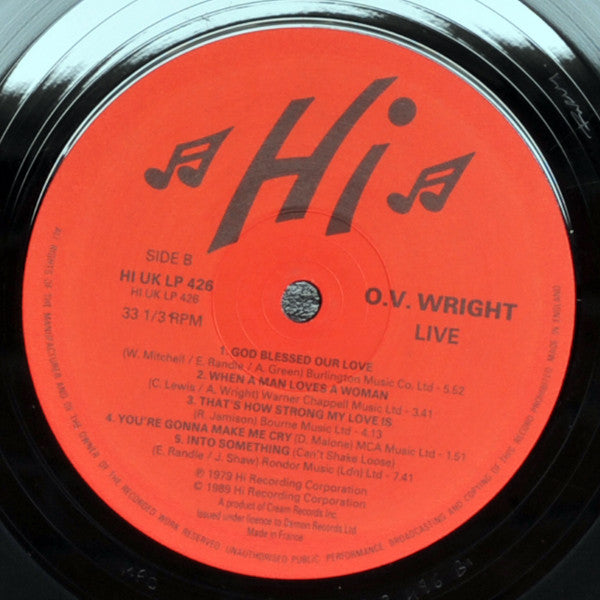 Hi
SIDE B
HI UK LP 426
HI UK LP 426
33 1/3 RPM
O.V. WRIGHT
LIVE
1. GOD BLESSED OUR LOVE
(W. Mitchell / E. Randle / A. Green) Burlington Music Co. Ltd - 5.52
2. WHEN A MAN LOVES A WOMAN
(C. Lewis / A. Wright) Warner Chappell Music Ltd - 3.41
3. THAT'S HOW STRONG MY LOVE IS
(R. Jamison) Bourne Music Ltd - 4.13
4. YOU'RE GONNA MAKE ME CRY (D. Malone) MCA Music Ltd - 1.51
5. INTO SOMETHING (Can't Shake Loose)
(E. Randle / J. Shaw) Rondor Music (Ldn) Ltd - 7.41
℗ 1979 Hi Recording Corporation
© 1989 Hi Recording Corporation
A product of Cream Records Inc.
Issued under licence to Demon Records Ltd
Made in France
ALL RIGHTS OF THE MANUFACTURER AND OF THE OWNER OF THE RECORDED WORK RESERVED. UNAUTHORISED PUBLIC PERFORMANCE, BROADCASTING AND COPYING OF THIS RECORD PROHIBITED. MADE IN ENGLAND